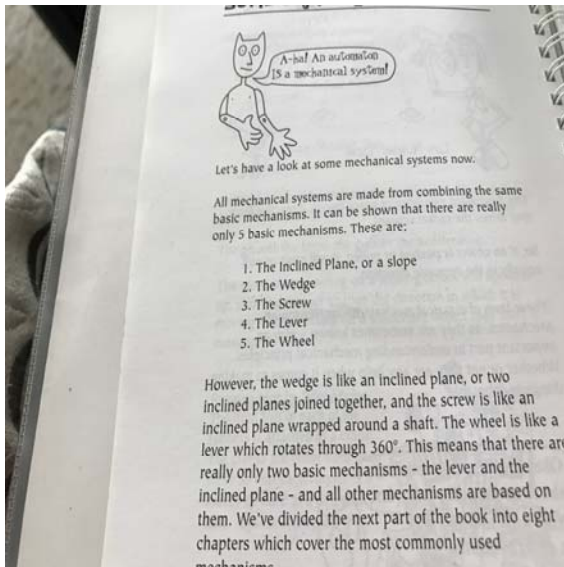 A-ha! An automaton
IS a mechanical system!
Let's have a look at some mechanical systems now.
All mechanical systems are made from combining the same
basic mechanisms. It can be shown that there are really
only 5 basic mechanisms. These are:
1. The Inclined Plane, or a slope
2. The Wedge
3. The Screw
4. The Lever
5. The Wheel
However, the wedge is like an inclined plane, or two
inclined planes joined together, and the screw is like an
inclined plane wrapped around a shaft. The wheel is like a
lever which rotates through 360°. This means that there are
really only two basic mechanisms - the lever and the
inclined plane - and all other mechanisms are based on
them. We've divided the next part of the book into eight
chapters which cover the most commonly used
mechanisms